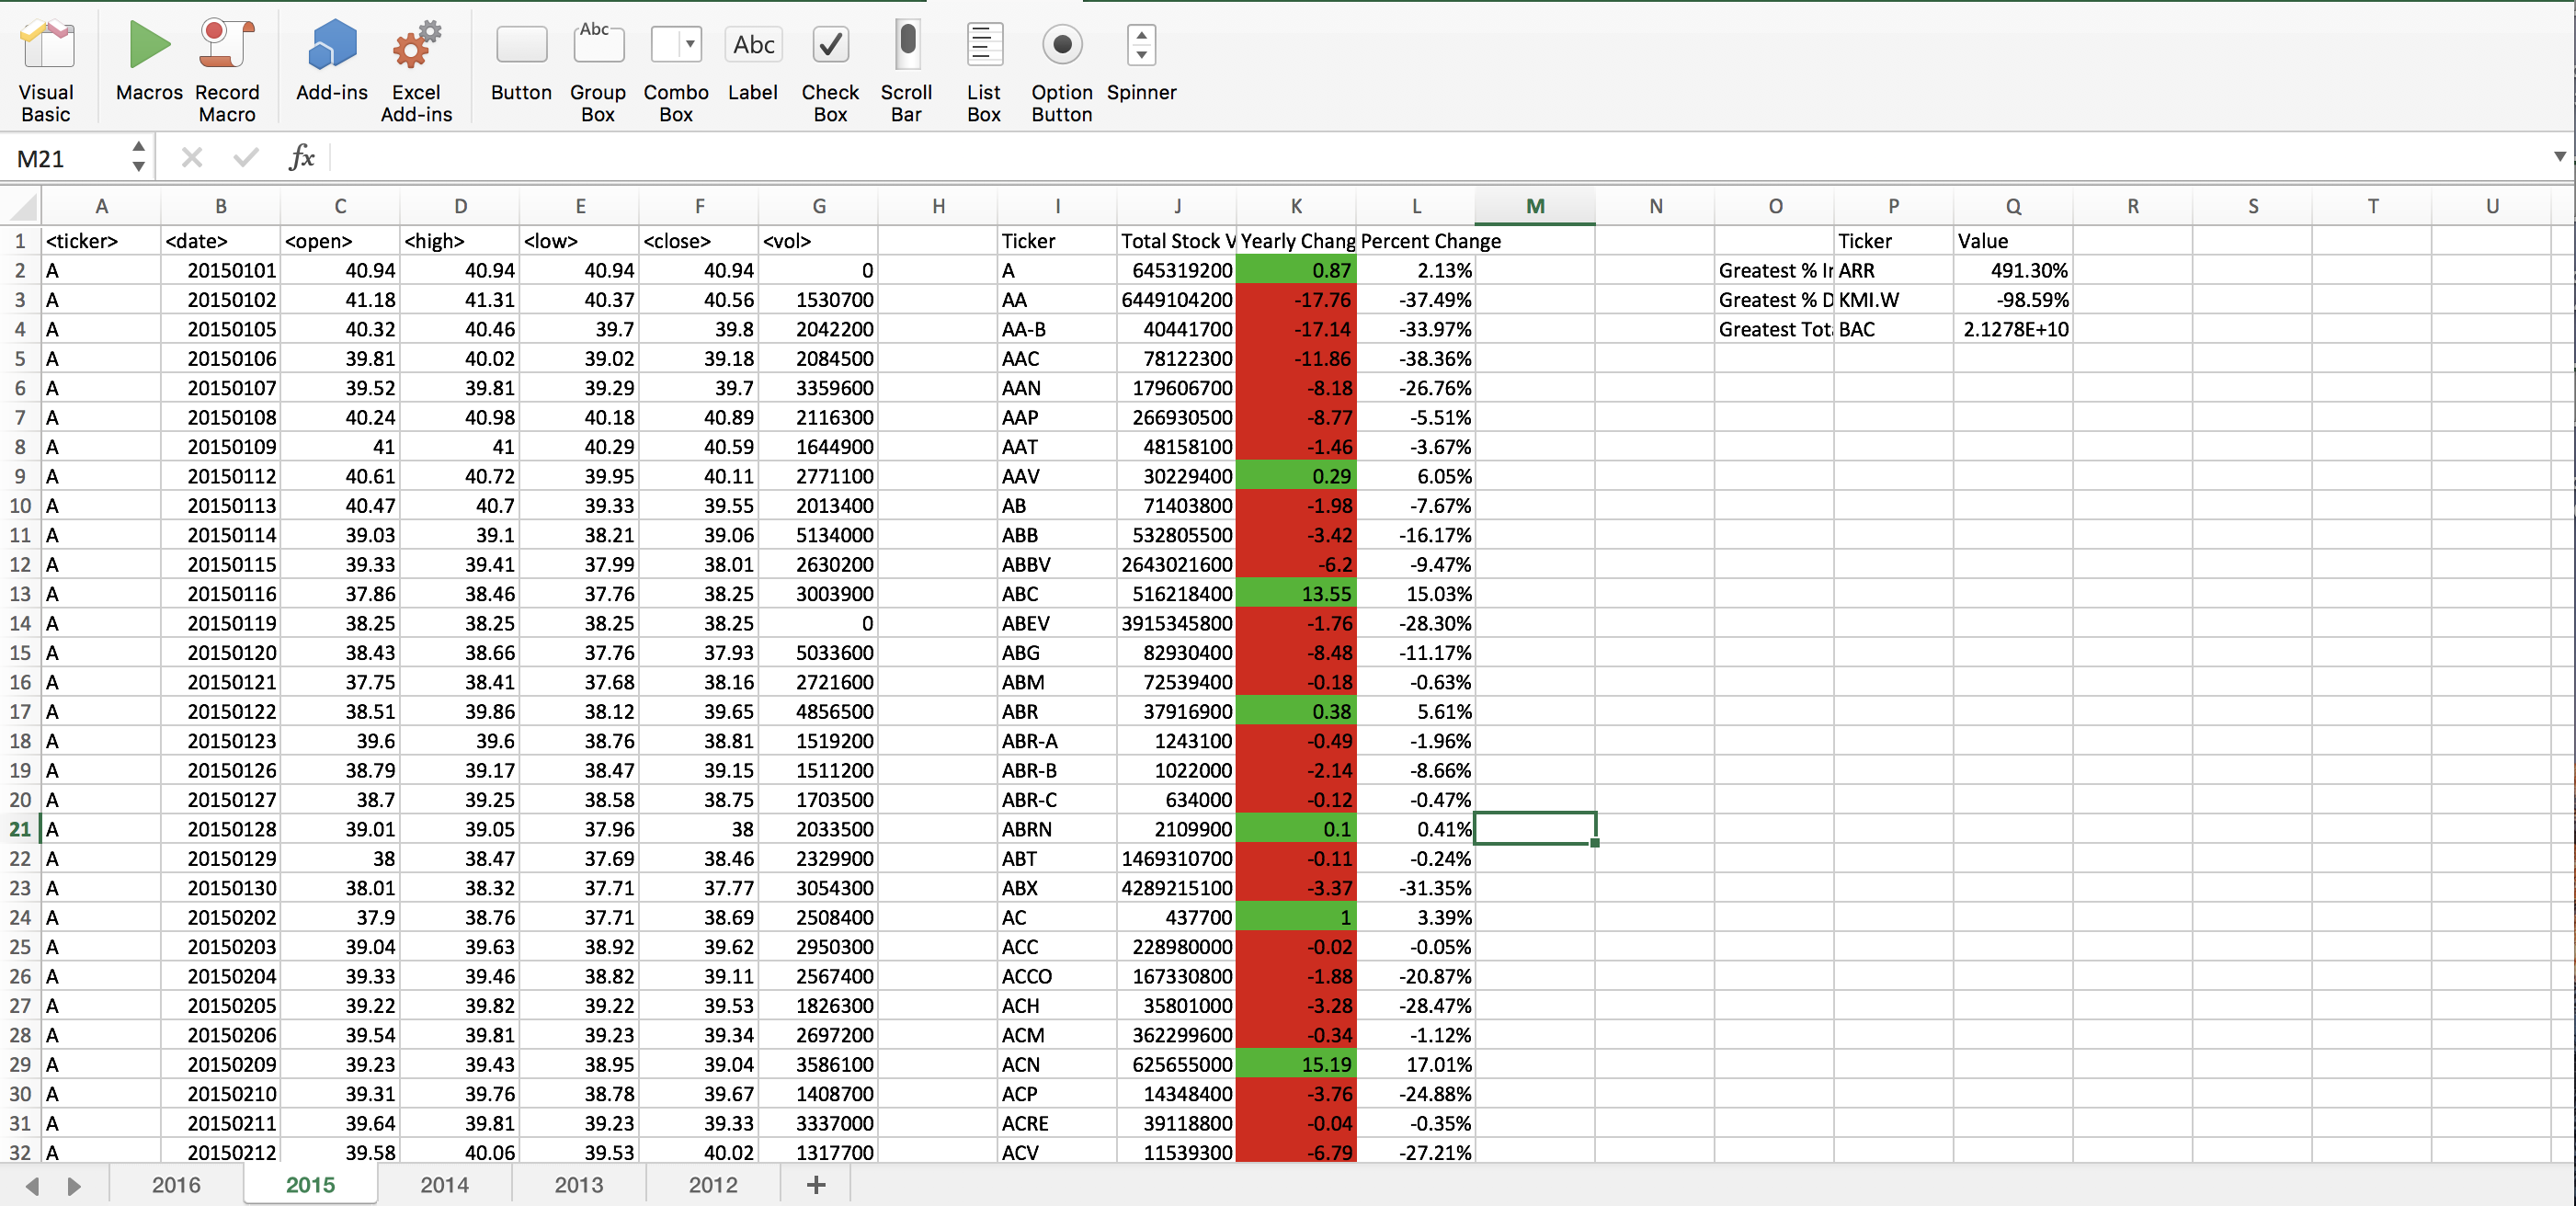 Visual Basic Macros Record Macro Add-ins Excel Add-ins Button Abc Group Box Combo Box Abc Label Check Box Scroll Bar List Box Option Button Spinner
M21 fx
A B C D E F G H I J K L M N O P Q R S T U
1 <ticker> <date> <open> <high> <low> <close> <vol> Ticker Total Stock V Yearly Chang Percent Change Ticker Value
2 A 20150101 40.94 40.94 40.94 40.94 0 A 645319200 0.87 2.13% Greatest % Ir ARR 491.30%
3 A 20150102 41.18 41.31 40.37 40.56 1530700 AA 6449104200 -17.76 -37.49% Greatest % D KMI.W -98.59%
4 A 20150105 40.32 40.46 39.7 39.8 2042200 AA-B 40441700 -17.14 -33.97% Greatest Tot BAC 2.1278E+10
5 A 20150106 39.81 40.02 39.02 39.18 2084500 AAC 78122300 -11.86 -38.36%
6 A 20150107 39.52 39.81 39.29 39.7 3359600 AAN 179606700 -8.18 -26.76%
7 A 20150108 40.24 40.98 40.18 40.89 2116300 AAP 266930500 -8.77 -5.51%
8 A 20150109 41 41 40.29 40.59 1644900 AAT 48158100 -1.46 -3.67%
9 A 20150112 40.61 40.72 39.95 40.11 2771100 AAV 30229400 0.29 6.05%
10 A 20150113 40.47 40.7 39.33 39.55 2013400 AB 71403800 -1.98 -7.67%
11 A 20150114 39.03 39.1 38.21 39.06 5134000 ABB 532805500 -3.42 -16.17%
12 A 20150115 39.33 39.41 37.99 38.01 2630200 ABBV 2643021600 -6.2 -9.47%
13 A 20150116 37.86 38.46 37.76 38.25 3003900 ABC 516218400 13.55 15.03%
14 A 20150119 38.25 38.25 38.25 38.25 0 ABEV 3915345800 -1.76 -28.30%
15 A 20150120 38.43 38.66 37.76 37.93 5033600 ABG 82930400 -8.48 -11.17%
16 A 20150121 37.75 38.41 37.68 38.16 2721600 ABM 72539400 -0.18 -0.63%
17 A 20150122 38.51 39.86 38.12 39.65 4856500 ABR 37916900 0.38 5.61%
18 A 20150123 39.6 39.6 38.76 38.81 1519200 ABR-A 1243100 -0.49 -1.96%
19 A 20150126 38.79 39.17 38.47 39.15 1511200 ABR-B 1022000 -2.14 -8.66%
20 A 20150127 38.7 39.25 38.58 38.75 1703500 ABR-C 634000 -0.12 -0.47%
21 A 20150128 39.01 39.05 37.96 38 2033500 ABRN 2109900 0.1 0.41%
22 A 20150129 38 38.47 37.69 38.46 2329900 ABT 1469310700 -0.11 -0.24%
23 A 20150130 38.01 38.32 37.71 37.77 3054300 ABX 4289215100 -3.37 -31.35%
24 A 20150202 37.9 38.76 37.71 38.69 2508400 AC 437700 1 3.39%
25 A 20150203 39.04 39.63 38.92 39.62 2950300 ACC 228980000 -0.02 -0.05%
26 A 20150204 39.33 39.46 38.82 39.11 2567400 ACCO 167330800 -1.88 -20.87%
27 A 20150205 39.22 39.82 39.22 39.53 1826300 ACH 35801000 -3.28 -28.47%
28 A 20150206 39.54 39.81 39.23 39.34 2697200 ACM 362299600 -0.34 -1.12%
29 A 20150209 39.23 39.43 38.95 39.04 3586100 ACN 625655000 15.19 17.01%
30 A 20150210 39.31 39.76 38.78 39.67 1408700 ACP 14348400 -3.76 -24.88%
31 A 20150211 39.64 39.81 39.23 39.33 3337000 ACRE 39118800 -0.04 -0.35%
32 A 20150212 39.58 40.06 39.53 40.02 1317700 ACV 11539300 -6.79 -27.21%
2016 2015 2014 2013 2012 +